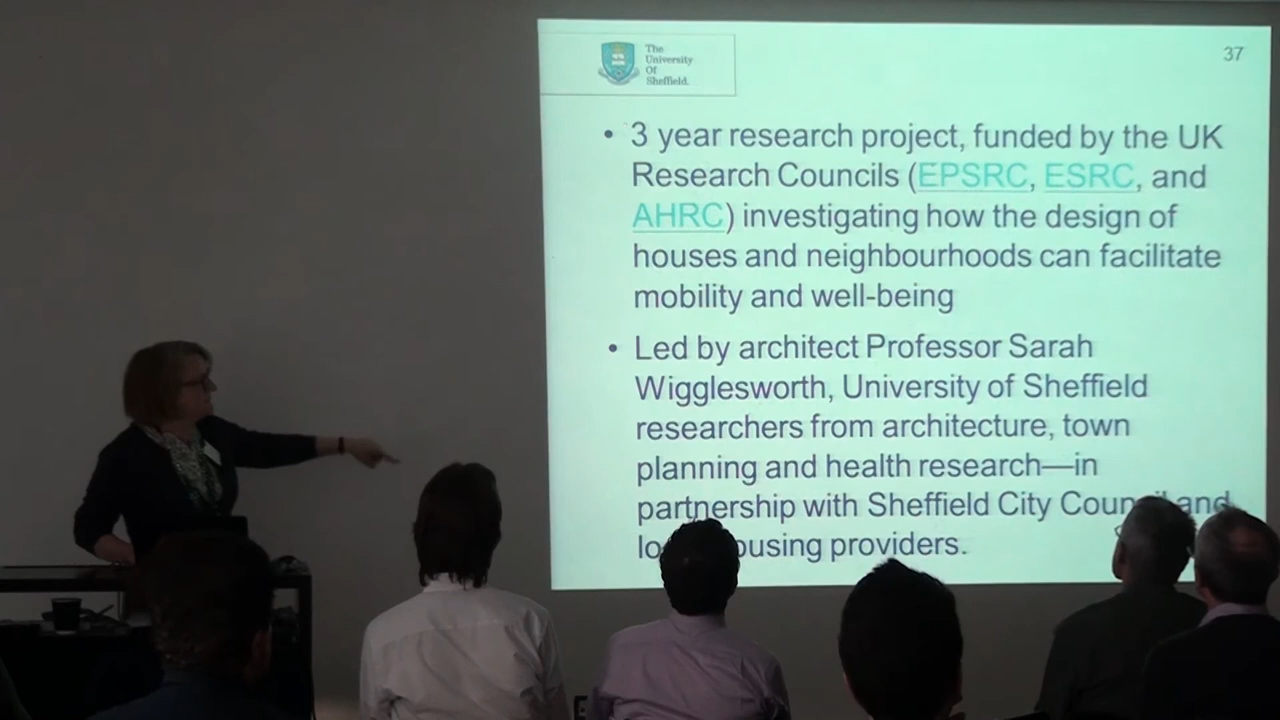 The
University
Of
Sheffield.
37
• 3 year research project, funded by the UK
Research Councils (EPSRC, ESRC, and
AHRC) investigating how the design of
houses and neighbourhoods can facilitate
mobility and well-being
• Led by architect Professor Sarah
Wigglesworth, University of Sheffield
researchers from architecture, town
planning and health research—in
partnership with Sheffield City Council and
providers.